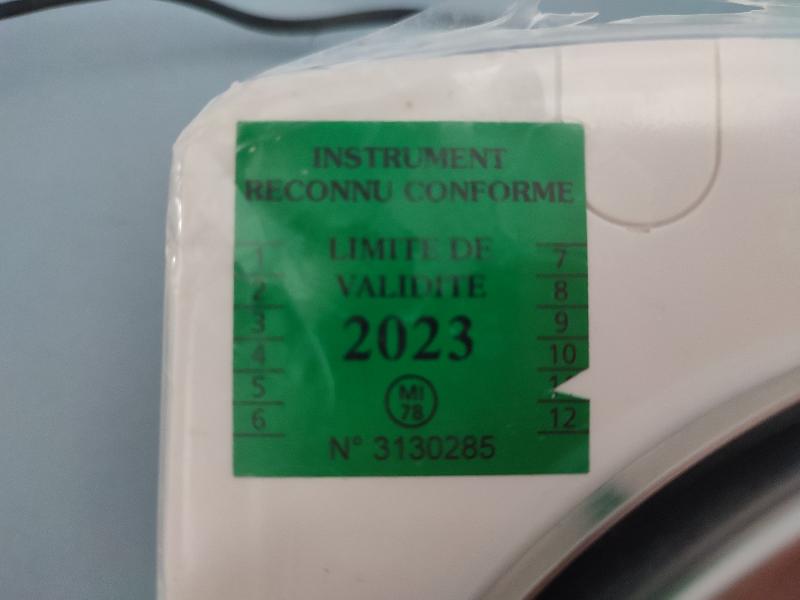 INSTRUMENT
RECONNU CONFORME
LIMITE DE
VALIDITE
2023
1 7
2 8
3 9
4 10
5 11
6 12
MI
78
N° 3130285